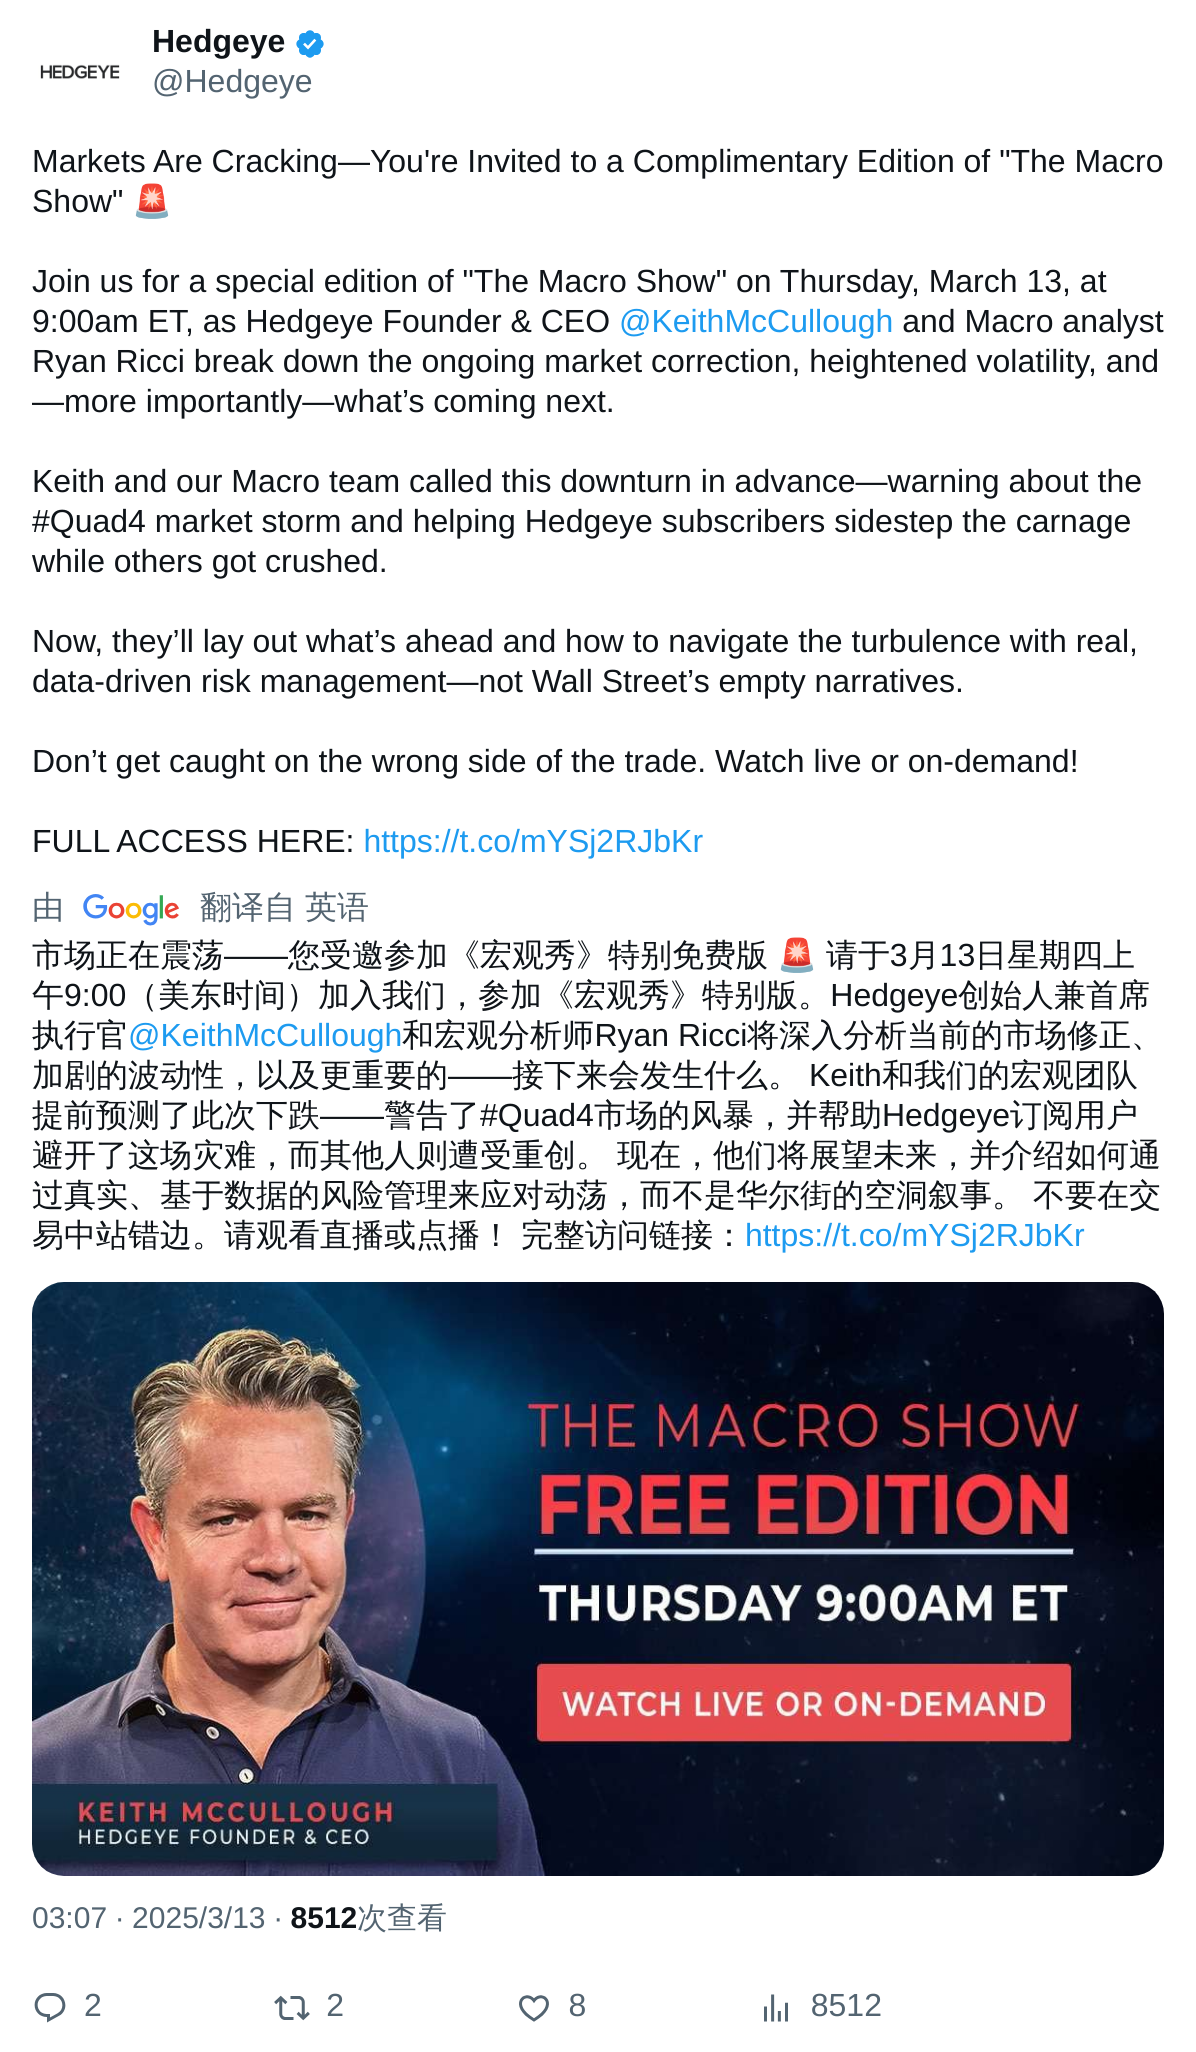 HEDGEYE
Hedgeye
@Hedgeye
Markets Are Cracking—You're Invited to a Complimentary Edition of "The Macro
Show" 🚨
Join us for a special edition of "The Macro Show" on Thursday, March 13, at
9:00am ET, as Hedgeye Founder & CEO @KeithMcCullough and Macro analyst
Ryan Ricci break down the ongoing market correction, heightened volatility, and
—more importantly—what’s coming next.
Keith and our Macro team called this downturn in advance—warning about the
#Quad4 market storm and helping Hedgeye subscribers sidestep the carnage
while others got crushed.
Now, they’ll lay out what’s ahead and how to navigate the turbulence with real,
data-driven risk management—not Wall Street’s empty narratives.
Don’t get caught on the wrong side of the trade. Watch live or on-demand!
FULL ACCESS HERE: https://t.co/mYSj2RJbKr
由 Google 翻译自 英语
市场正在震荡——您受邀参加《宏观秀》特别免费版 🚨 请于3月13日星期四上
午9:00（美东时间）加入我们，参加《宏观秀》特别版。Hedgeye创始人兼首席
执行官@KeithMcCullough和宏观分析师Ryan Ricci将深入分析当前的市场修正、
加剧的波动性，以及更重要的——接下来会发生什么。 Keith和我们的宏观团队
提前预测了此次下跌——警告了#Quad4市场的风暴，并帮助Hedgeye订阅用户
避开了这场灾难，而其他人则遭受重创。 现在，他们将展望未来，并介绍如何通
过真实、基于数据的风险管理来应对动荡，而不是华尔街的空洞叙事。 不要在交
易中站错边。请观看直播或点播！ 完整访问链接：https://t.co/mYSj2RJbKr
THE MACRO SHOW
FREE EDITION
THURSDAY 9:00AM ET
WATCH LIVE OR ON-DEMAND
KEITH MCCULLOUGH
HEDGEYE FOUNDER & CEO
03:07 · 2025/3/13 · 8512次查看
2 2 8 8512